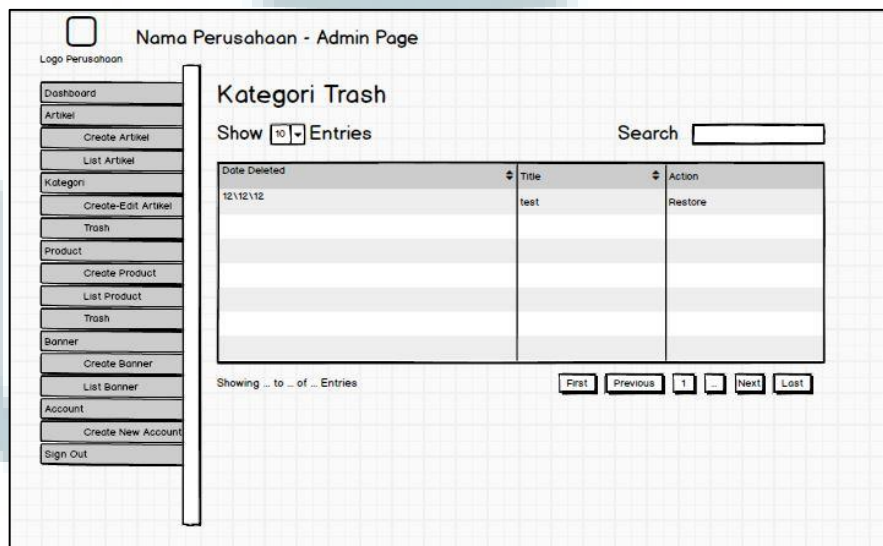 Nama Perusahaan - Admin Page
Logo Perusahaan
Dashboard
Artikel
Create Artikel
List Artikel
Kategori
Create-Edit Artikel
Trash
Product
Create Product
List Product
Trash
Banner
Create Banner
List Banner
Account
Create New Account
Sign Out
Kategori Trash
Show 10 Entries
Search
Date Deleted Title Action
12\12\12 test Restore
Showing ... to ... of ... Entries
First Previous 1 ... Next Last